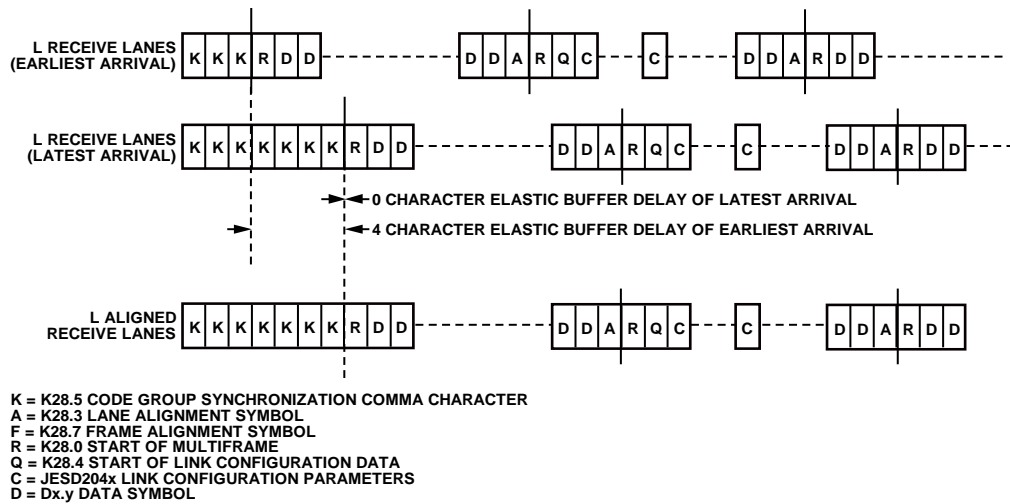 L RECEIVE LANES
(EARLIEST ARRIVAL)
K K K R D D
D D A R Q C
C
D D A R D D
L RECEIVE LANES
(LATEST ARRIVAL)
K K K K K K K R D D
D D A R Q C
C
D D A R D D
0 CHARACTER ELASTIC BUFFER DELAY OF LATEST ARRIVAL
4 CHARACTER ELASTIC BUFFER DELAY OF EARLIEST ARRIVAL
L ALIGNED
RECEIVE LANES
K K K K K K K R D D
D D A R Q C
C
D D A R D D
K = K28.5 CODE GROUP SYNCHRONIZATION COMMA CHARACTER
A = K28.3 LANE ALIGNMENT SYMBOL
F = K28.7 FRAME ALIGNMENT SYMBOL
R = K28.0 START OF MULTIFRAME
Q = K28.4 START OF LINK CONFIGURATION DATA
C = JESD204x LINK CONFIGURATION PARAMETERS
D = Dx.y DATA SYMBOL